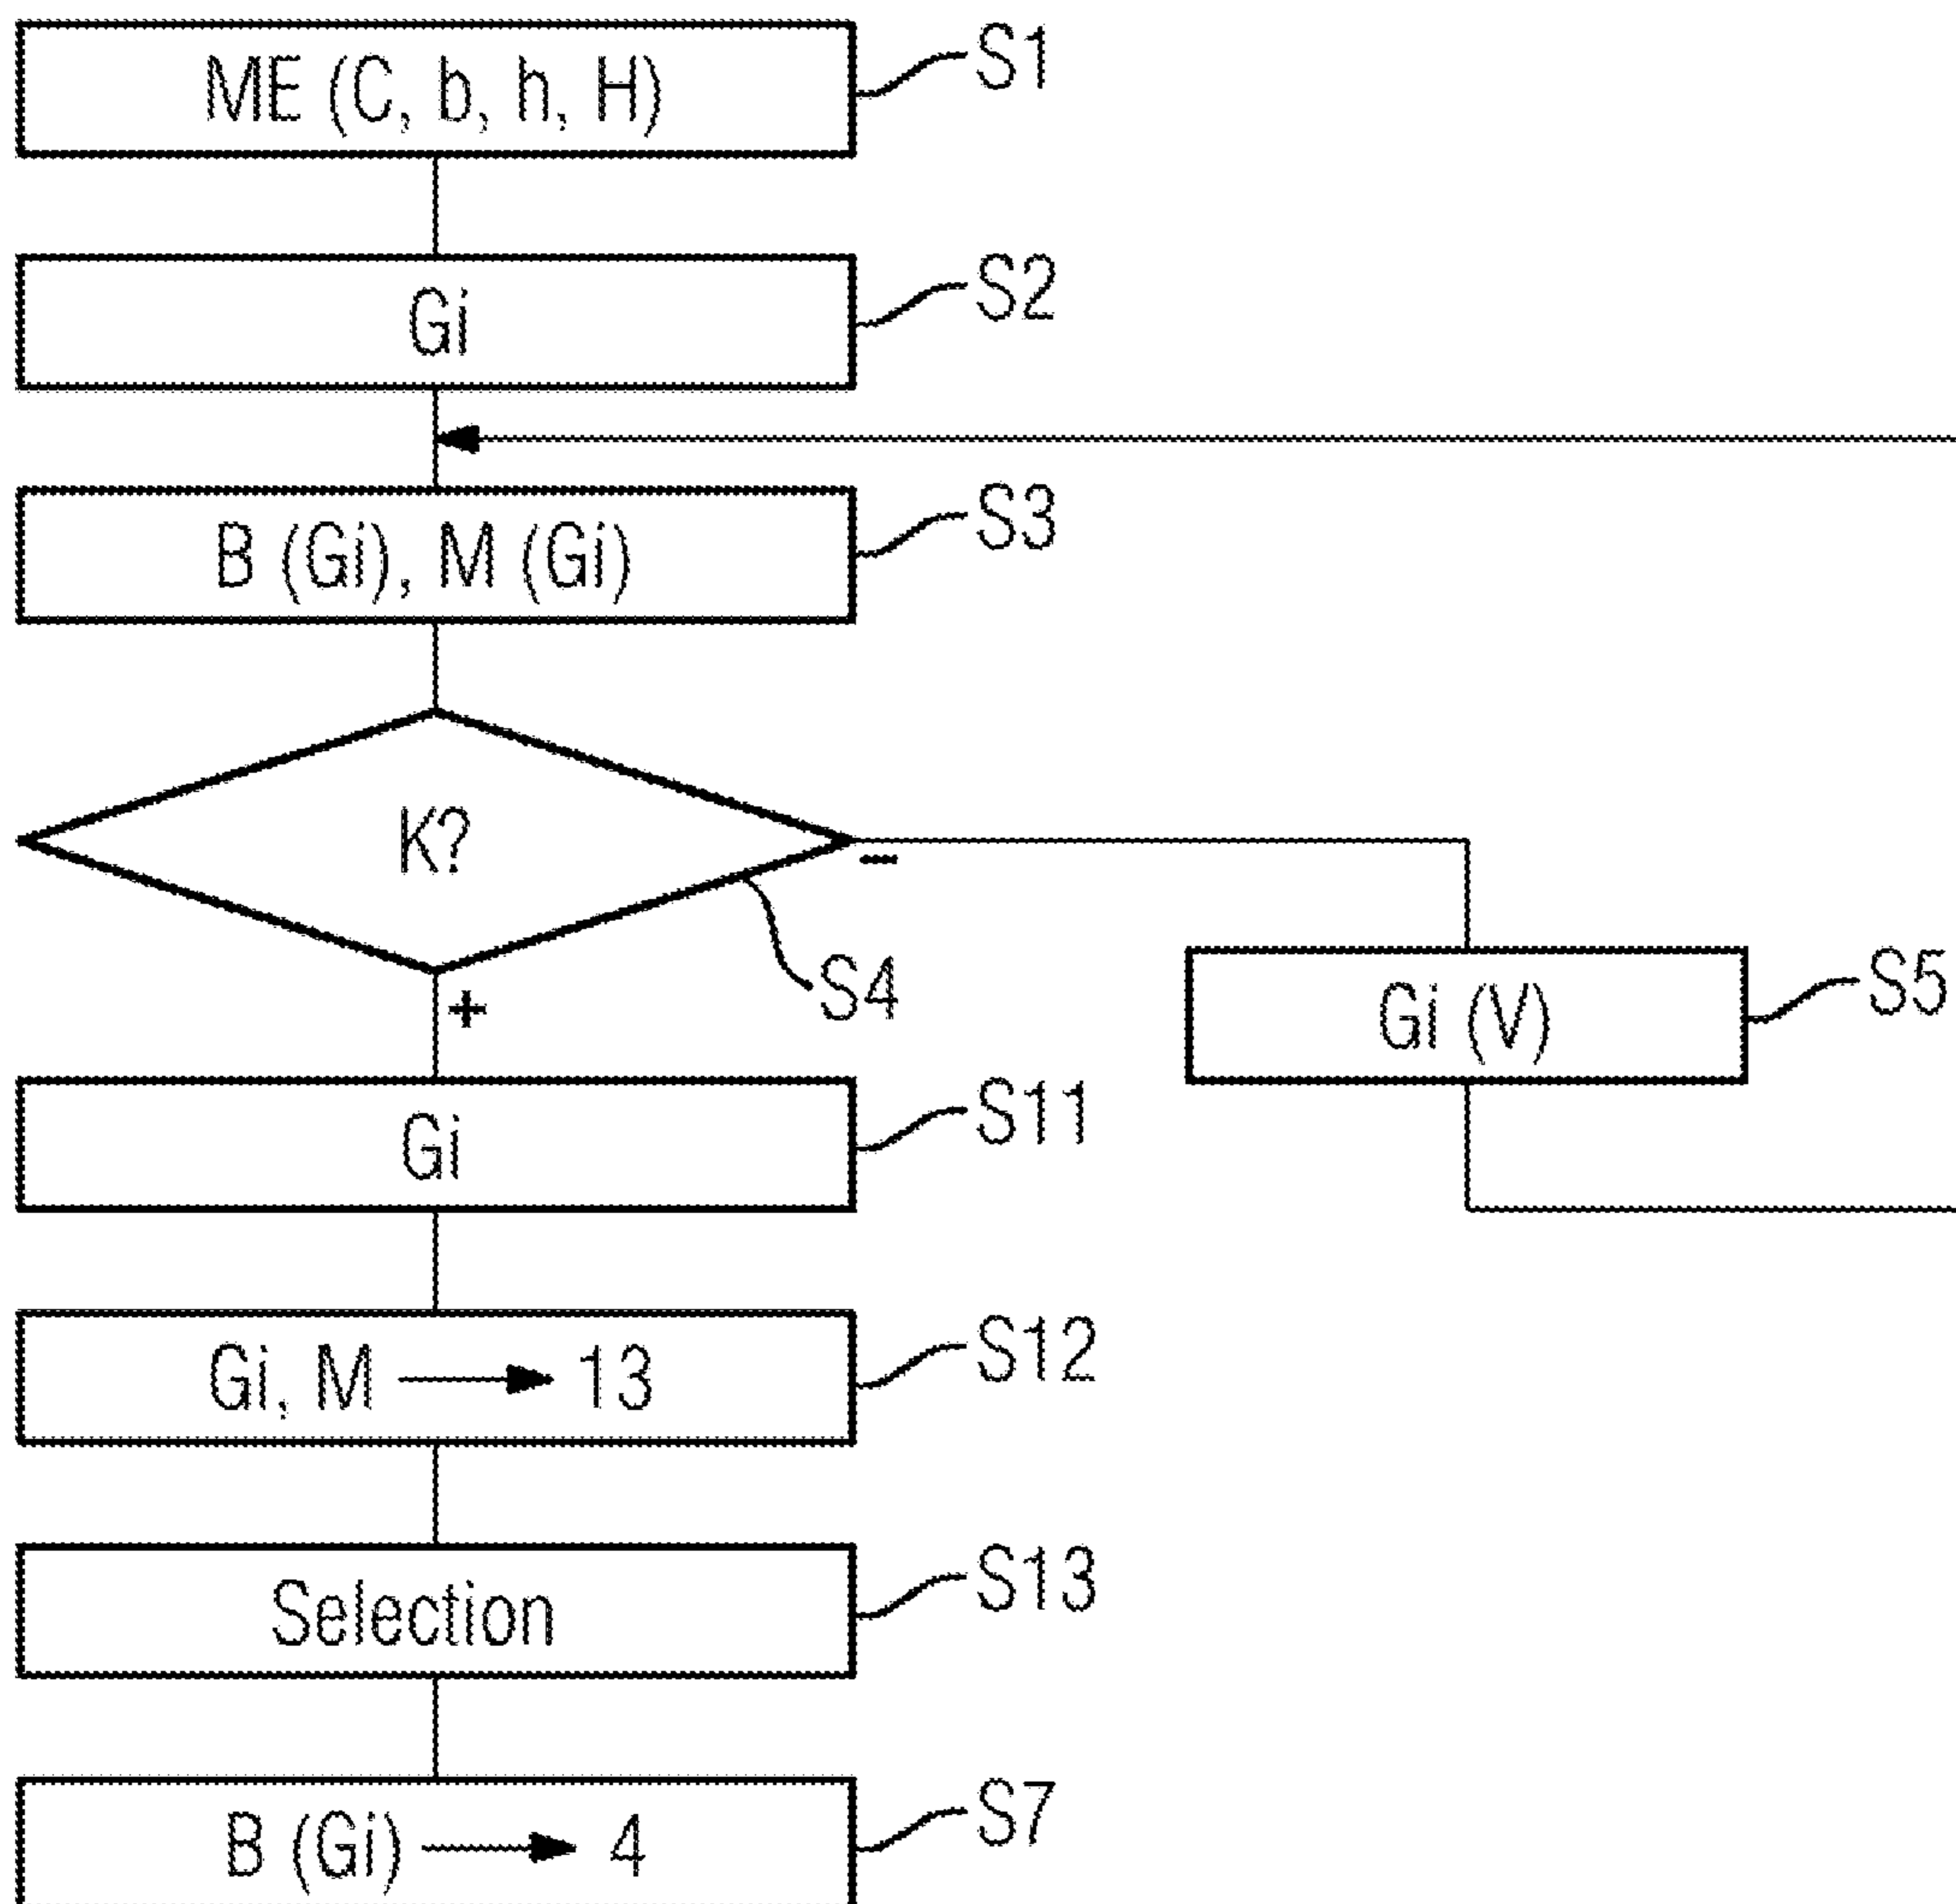 ME (C, b, h, H)
S1
Gi
S2
B (Gi), M (Gi)
S3
K?
−
S4
+
Gi (V)
S5
Gi
S11
Gi, M → 13
S12
Selection
S13
B (Gi) → 4
S7